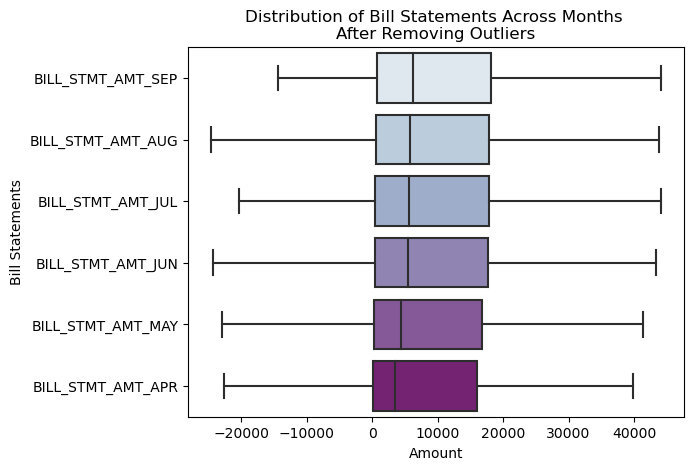 Distribution of Bill Statements Across Months
After Removing Outliers
Bill Statements
BILL_STMT_AMT_SEP
BILL_STMT_AMT_AUG
BILL_STMT_AMT_JUL
BILL_STMT_AMT_JUN
BILL_STMT_AMT_MAY
BILL_STMT_AMT_APR
−20000 −10000 0 10000 20000 30000 40000
Amount